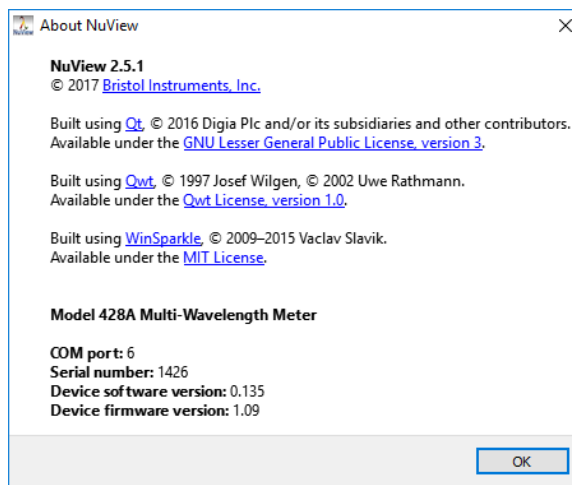 About NuView
NuView 2.5.1
© 2017 Bristol Instruments, Inc.
Built using Qt, © 2016 Digia Plc and/or its subsidiaries and other contributors.
Available under the GNU Lesser General Public License, version 3.
Built using Qwt, © 1997 Josef Wilgen, © 2002 Uwe Rathmann.
Available under the Qwt License, version 1.0.
Built using WinSparkle, © 2009–2015 Vaclav Slavik.
Available under the MIT License.
Model 428A Multi-Wavelength Meter
COM port: 6
Serial number: 1426
Device software version: 0.135
Device firmware version: 1.09
OK